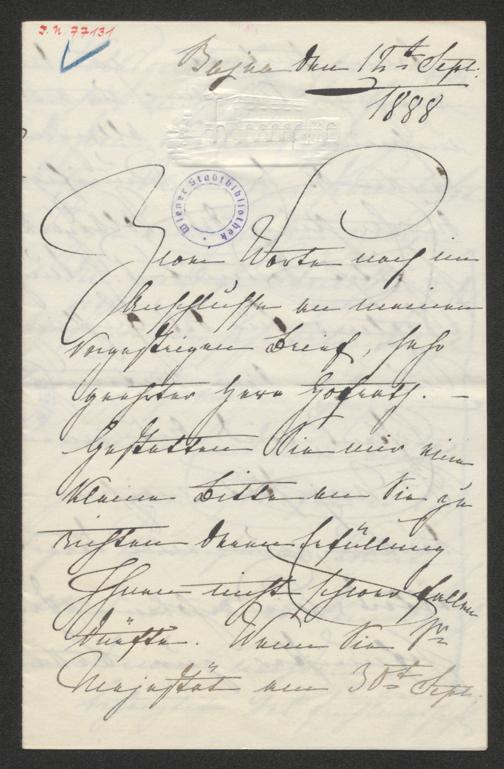 J. N. 77131
Bajna den 12t Sept.
1888
Wiener Stadtbibliothek
Worte noch im
Anschlusse an meinen
vorgestrigen Brief, sehr
geehrter Herr Hofrath. —
Gestatten Sie mir eine
kleine Bitte an Sie zu
richten deren Erfüllung
Ihnen nicht schwer fallen
dürfte. Wenn Sie Sr
Majestät am 30t Sept.